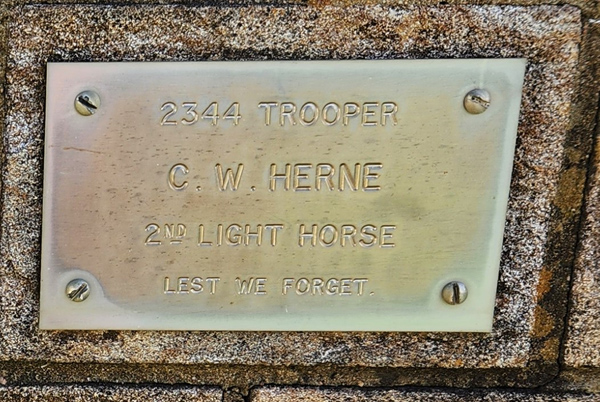 2344 TROOPER
C. W. HERNE
2ND LIGHT HORSE
LEST WE FORGET.